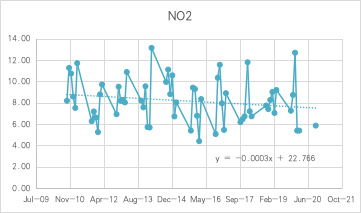 NO2
14.00
12.00
10.00
8.00
6.00
4.00
2.00
0.00
y = -0.0003x + 22.766
Jul-09 Nov-10 Apr-12 Aug-13 Dec-14 May-16 Sep-17 Feb-19 Jun-20 Oct-21